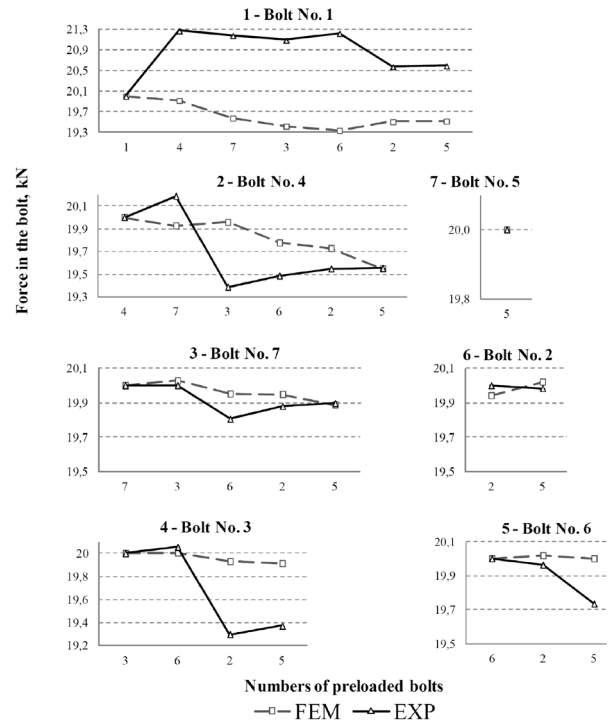 1 - Bolt No. 1
21,3
20,9
20,5
20,1
19,7
19,3
1 4 7 3 6 2 5
Force in the bolt, kN
2 - Bolt No. 4
20,1
19,9
19,7
19,5
19,3
4 7 3 6 2 5
7 - Bolt No. 5
20,0
19,8
5
3 - Bolt No. 7
20,1
19,9
19,7
19,5
7 3 6 2 5
6 - Bolt No. 2
20,1
19,9
19,7
19,5
2 5
4 - Bolt No. 3
20
19,8
19,6
19,4
19,2
3 6 2 5
5 - Bolt No. 6
20,1
19,9
19,7
19,5
6 2 5
Numbers of preloaded bolts
FEM EXP